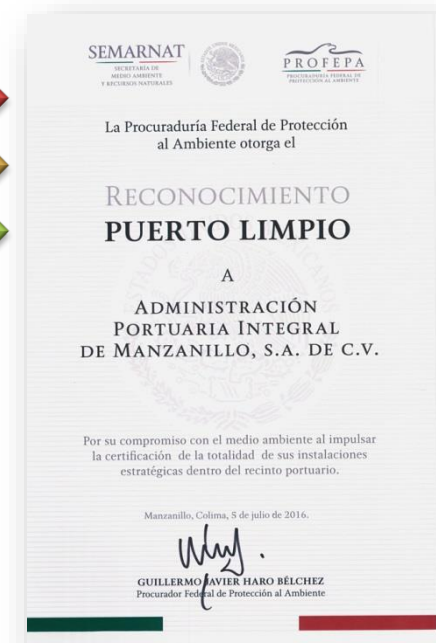 SEMARNAT
SECRETARÍA DE
MEDIO AMBIENTE
Y RECURSOS NATURALES
PROFEPA
PROCURADURÍA FEDERAL DE
PROTECCIÓN AL AMBIENTE
La Procuraduría Federal de Protección
al Ambiente otorga el
RECONOCIMIENTO
PUERTO LIMPIO
A
ADMINISTRACIÓN
PORTUARIA INTEGRAL
DE MANZANILLO, S.A. DE C.V.
Por su compromiso con el medio ambiente al impulsar
la certificación de la totalidad de sus instalaciones
estratégicas dentro del recinto portuario.
Manzanillo, Colima, 5 de julio de 2016.
GUILLERMO JAVIER HARO BÉLCHEZ
Procurador Federal de Protección al Ambiente